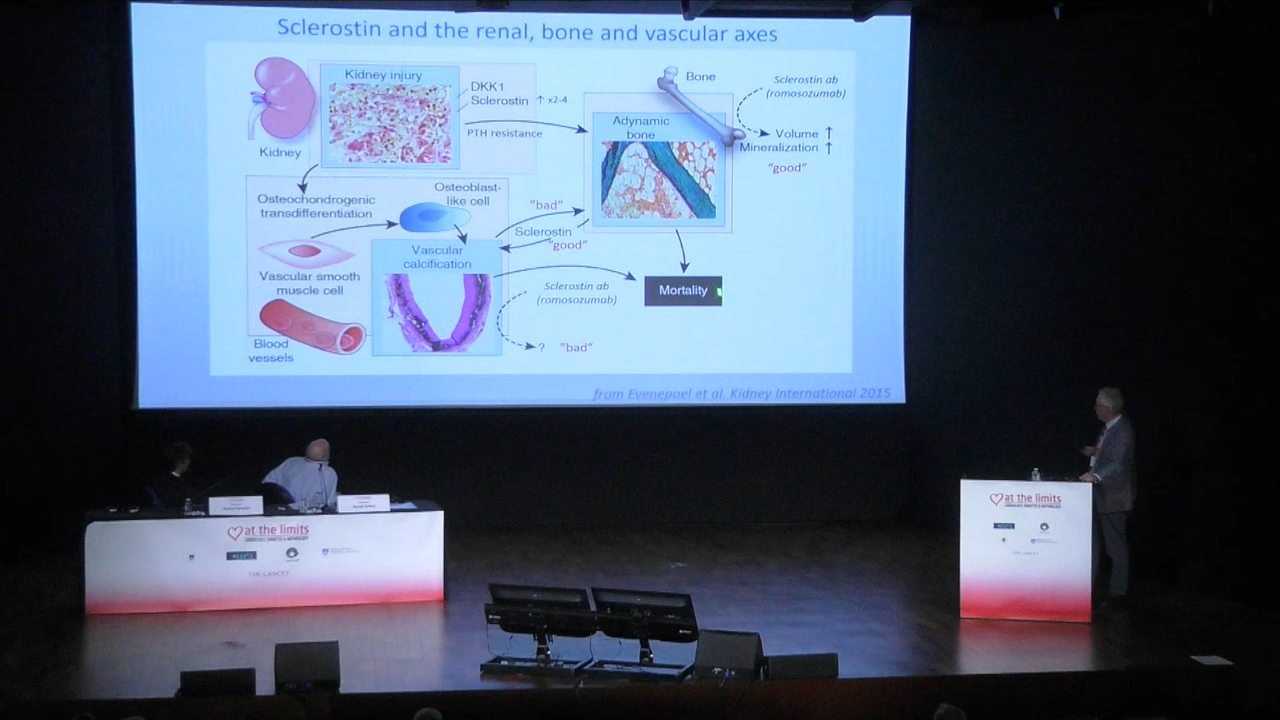 Sclerostin and the renal, bone and vascular axes
Kidney injury
DKK1
Sclerostin ↑ x2-4
PTH resistance
Kidney
Bone
Sclerostin ab
(romosozumab)
Adynamic
bone
Volume ↑
Mineralization ↑
"good"
Osteochondrogenic
transdifferentiation
Osteoblast-
like cell
"bad"
Sclerostin
"good"
Vascular
calcification
Vascular smooth
muscle cell
Sclerostin ab
(romosozumab)
Mortality
Blood
vessels
? "bad"
from Evenepoel et al. Kidney International 2015
at the limits
THE LANCET
at the limits
CARDIOLOGY, DIABETES & NEPHROLOGY
THE LANCET